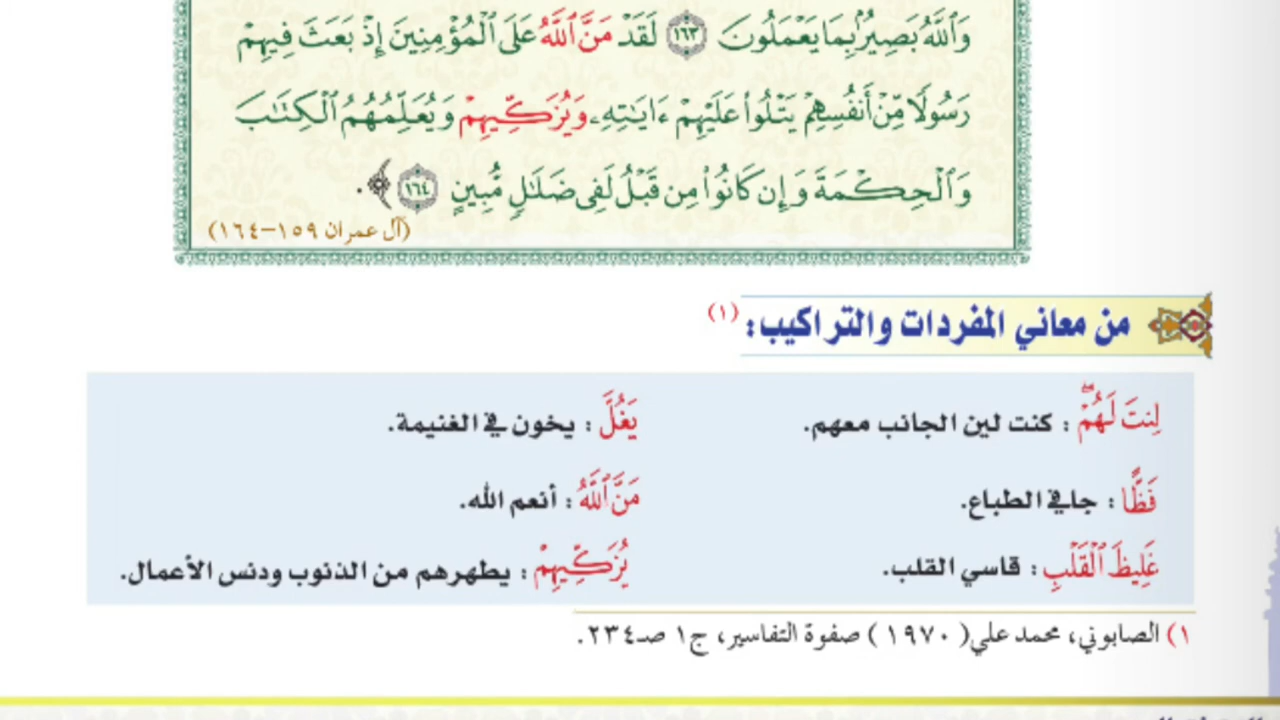 وَٱللَّهُ بَصِيرٌۢ بِمَا يَعْمَلُونَ ١٦٣ لَقَدْ مَنَّ ٱللَّهُ عَلَى ٱلْمُؤْمِنِينَ إِذْ بَعَثَ فِيهِمْ
رَسُولًا مِّنْ أَنفُسِهِمْ يَتْلُوا۟ عَلَيْهِمْ ءَايَـٰتِهِۦ وَيُزَكِّيهِمْ وَيُعَلِّمُهُمُ ٱلْكِتَـٰبَ
وَٱلْحِكْمَةَ وَإِن كَانُوا۟ مِن قَبْلُ لَفِى ضَلَـٰلٍ مُّبِينٍ ١٦٤ ﴾.
(آل عمران ١٥٩-١٦٤)
من معاني المفردات والتراكيب: (١)
لِنتَ لَهُمْ ۖ : كنت لين الجانب معهم. يَغُلَّ : يخون في الغنيمة.
فَظًّا : جافي الطباع. مَنَّ ٱللَّهُ : أنعم الله.
غَلِيظَ ٱلْقَلْبِ : قاسي القلب. يُزَكِّيهِمْ : يطهرهم من الذنوب ودنس الأعمال.
١) الصابوني، محمد علي( ١٩٧٠ ) صفوة التفاسير، ج١ صـ٢٣٤.